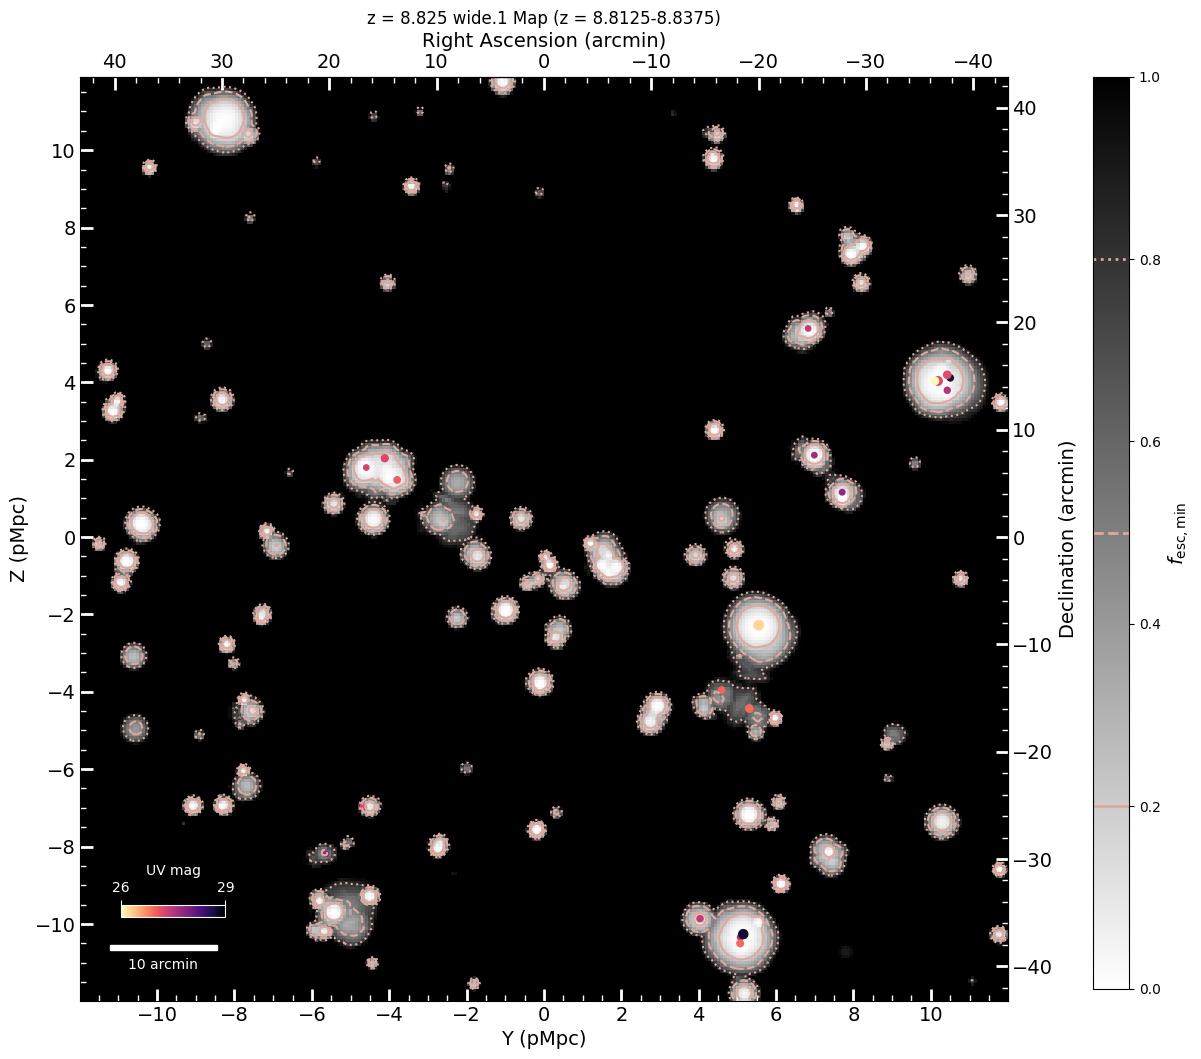 z = 8.825 wide.1 Map (z = 8.8125-8.8375)
Right Ascension (arcmin)
40 30 20 10 0 −10 −20 −30 −40
10 8 6 4 2 0 −2 −4 −6 −8 −10
Z (pMpc)
40 30 20 10 0 −10 −20 −30 −40
Declination (arcmin)
1.0 0.8 0.6 0.4 0.2 0.0
fesc,min
UV mag
26 29
10 arcmin
−10 −8 −6 −4 −2 0 2 4 6 8 10
Y (pMpc)